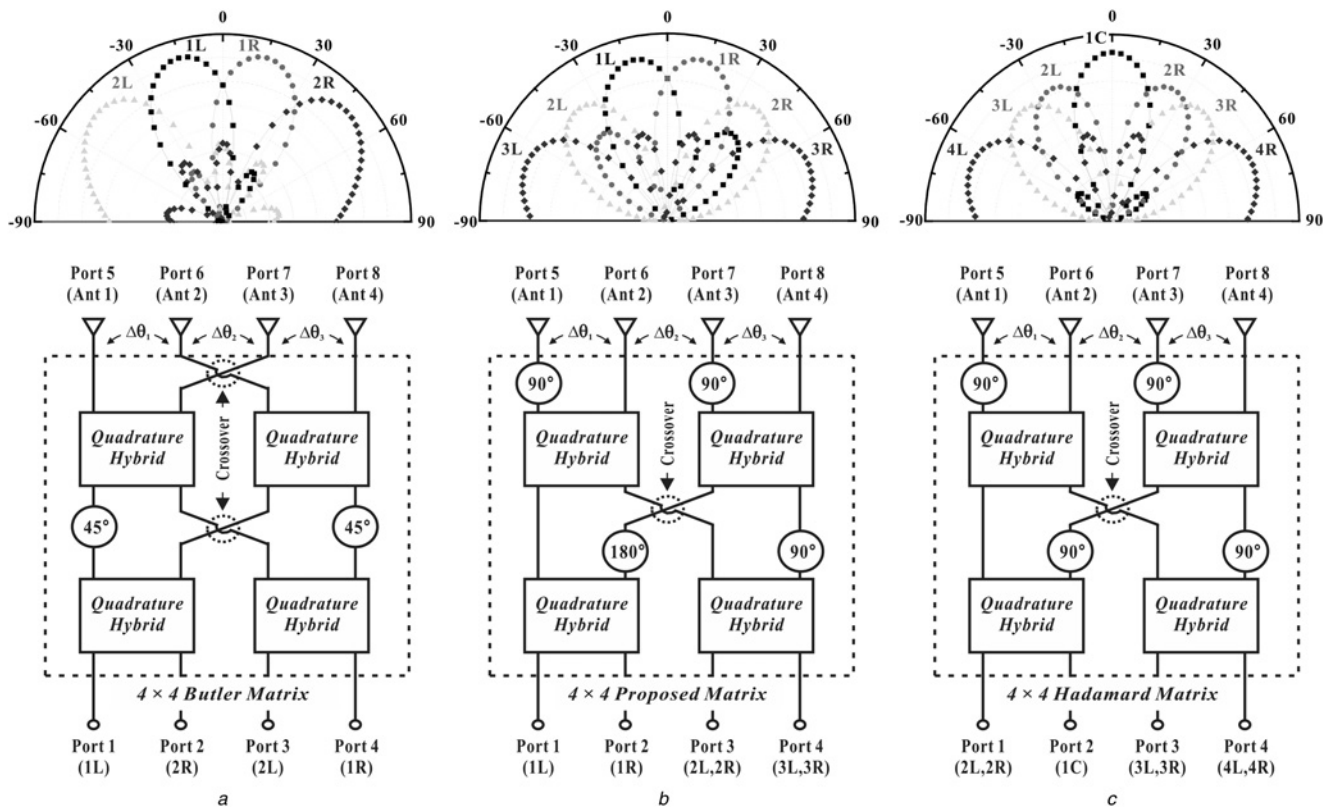 0
-30
30
-60
60
-90
90
1L
1R
2L
2R
Port 5
(Ant 1)
Port 6
(Ant 2)
Port 7
(Ant 3)
Port 8
(Ant 4)
Δθ₁
Δθ₂
Δθ₃
Quadrature
Hybrid
Quadrature
Hybrid
Crossover
45°
45°
Quadrature
Hybrid
Quadrature
Hybrid
4 × 4 Butler Matrix
Port 1
(1L)
Port 2
(2R)
Port 3
(2L)
Port 4
(1R)
a
0
-30
30
-60
60
-90
90
1L
1R
2L
2R
3L
3R
Port 5
(Ant 1)
Port 6
(Ant 2)
Port 7
(Ant 3)
Port 8
(Ant 4)
Δθ₁
Δθ₂
Δθ₃
90°
90°
Quadrature
Hybrid
Quadrature
Hybrid
Crossover
180°
90°
Quadrature
Hybrid
Quadrature
Hybrid
4 × 4 Proposed Matrix
Port 1
(1L)
Port 2
(1R)
Port 3
(2L,2R)
Port 4
(3L,3R)
b
0
-30
30
-60
60
-90
90
1C
2L
2R
3L
3R
4L
4R
Port 5
(Ant 1)
Port 6
(Ant 2)
Port 7
(Ant 3)
Port 8
(Ant 4)
Δθ₁
Δθ₂
Δθ₃
90°
90°
Quadrature
Hybrid
Quadrature
Hybrid
Crossover
90°
90°
Quadrature
Hybrid
Quadrature
Hybrid
4 × 4 Hadamard Matrix
Port 1
(2L,2R)
Port 2
(1C)
Port 3
(3L,3R)
Port 4
(4L,4R)
c